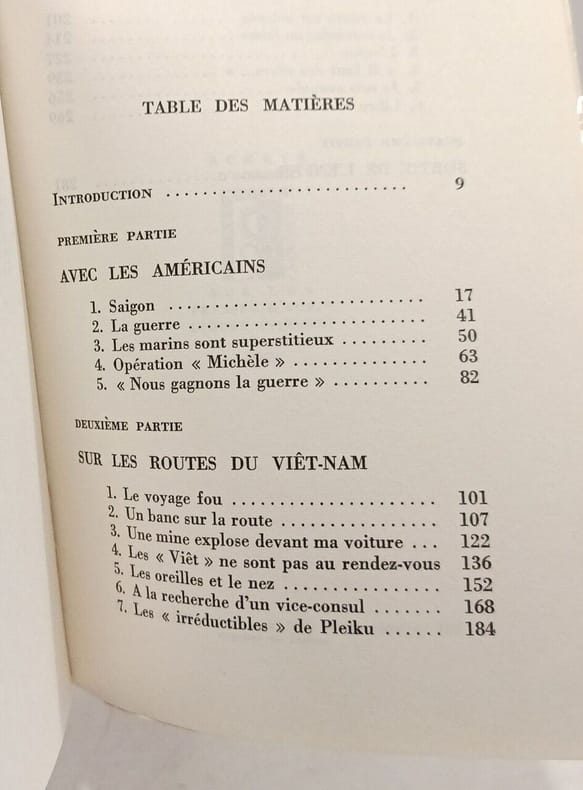 TABLE DES MATIÈRES
INTRODUCTION .......................... 9
PREMIÈRE PARTIE
AVEC LES AMÉRICAINS
1. Saigon .......................... 17
2. La guerre ........................ 41
3. Les marins sont superstitieux ......... 50
4. Opération « Michèle » .............. 63
5. « Nous gagnons la guerre » .......... 82
DEUXIÈME PARTIE
SUR LES ROUTES DU VIÊT-NAM
1. Le voyage fou ..................... 101
2. Un banc sur la route ................ 107
3. Une mine explose devant ma voiture ... 122
4. Les « Viêt » ne sont pas au rendez-vous 136
5. Les oreilles et le nez ................ 152
6. A la recherche d'un vice-consul ....... 168
7. Les « irréductibles » de Pleiku ...... 184